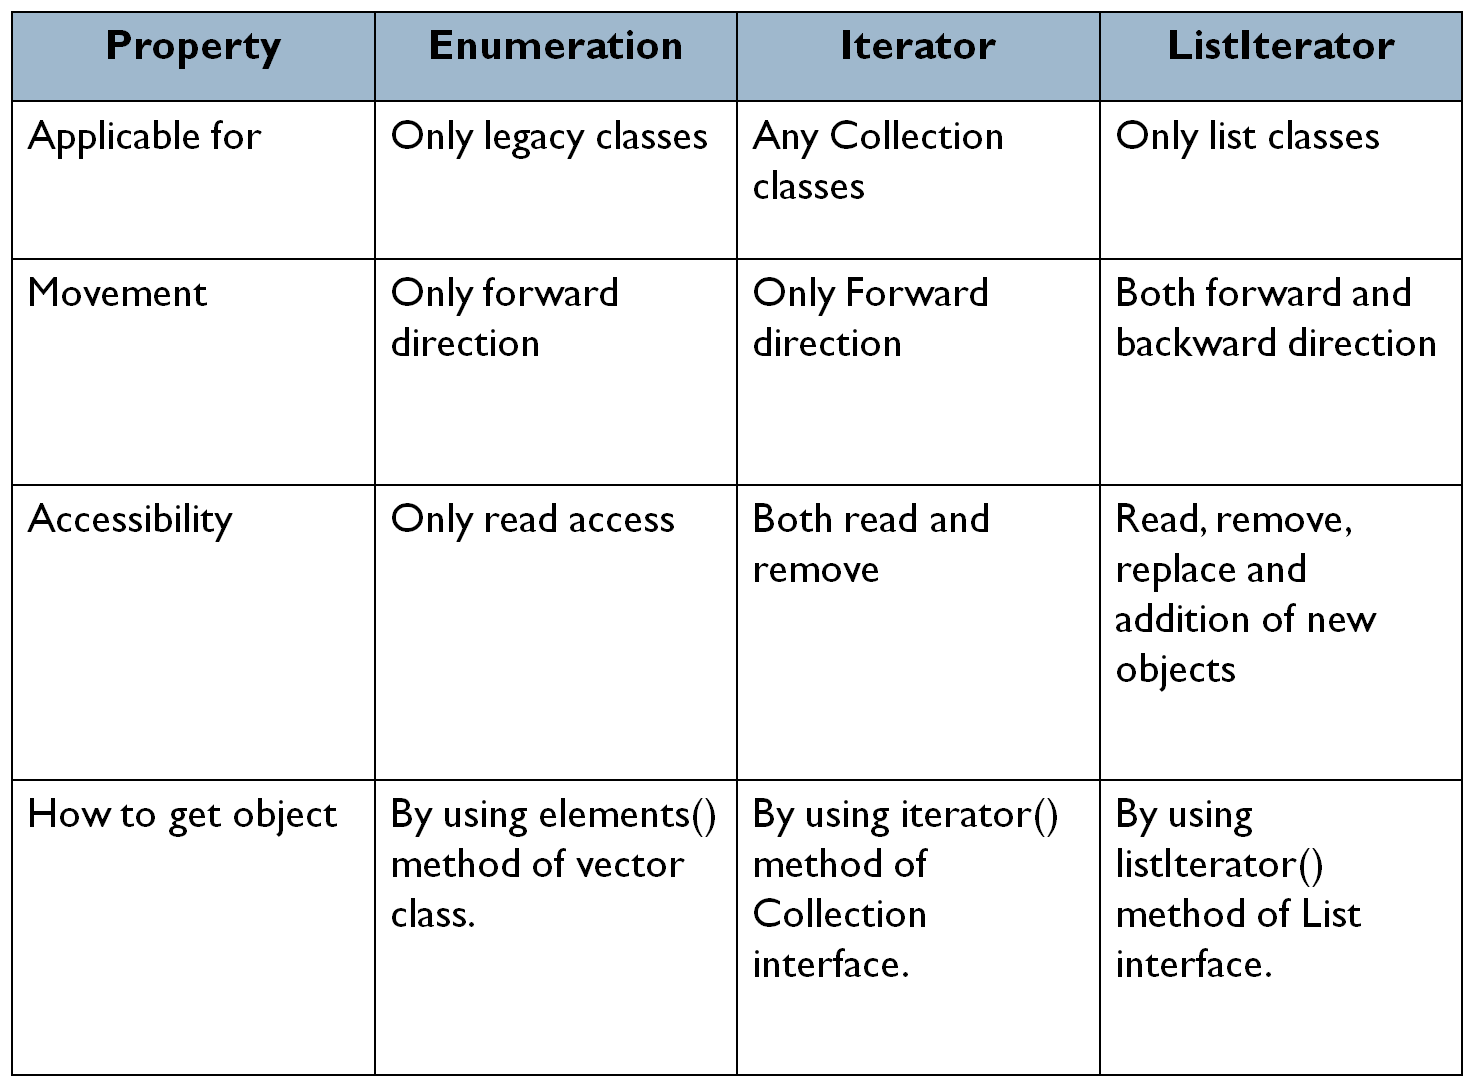 Property Enumeration Iterator ListIterator
Applicable for Only legacy classes Any Collection Only list classes
classes
Movement Only forward Only Forward Both forward and
direction direction backward direction
Accessibility Only read access Both read and Read, remove,
remove replace and
addition of new
objects
How to get object By using elements() By using iterator() By using
method of vector method of listIterator()
class. Collection method of List
interface. interface.